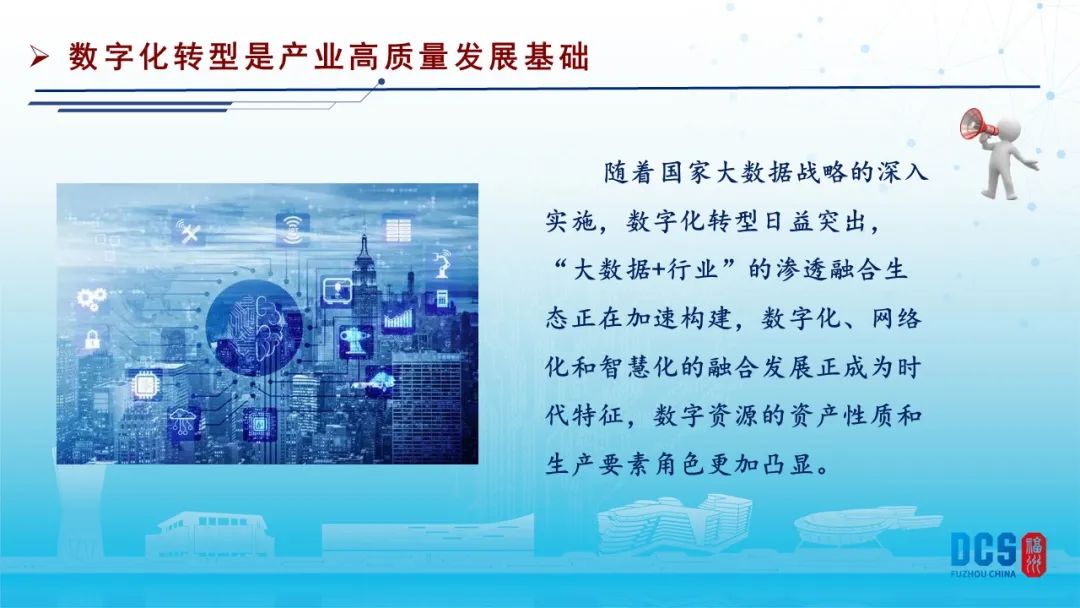 数字化转型是产业高质量发展基础
随着国家大数据战略的深入
实施，数字化转型日益突出，
“大数据+行业”的渗透融合生
态正在加速构建，数字化、网络
化和智慧化的融合发展正成为时
代特征，数字资源的资产性质和
生产要素角色更加凸显。
DCS 福州
FUZHOU CHINA